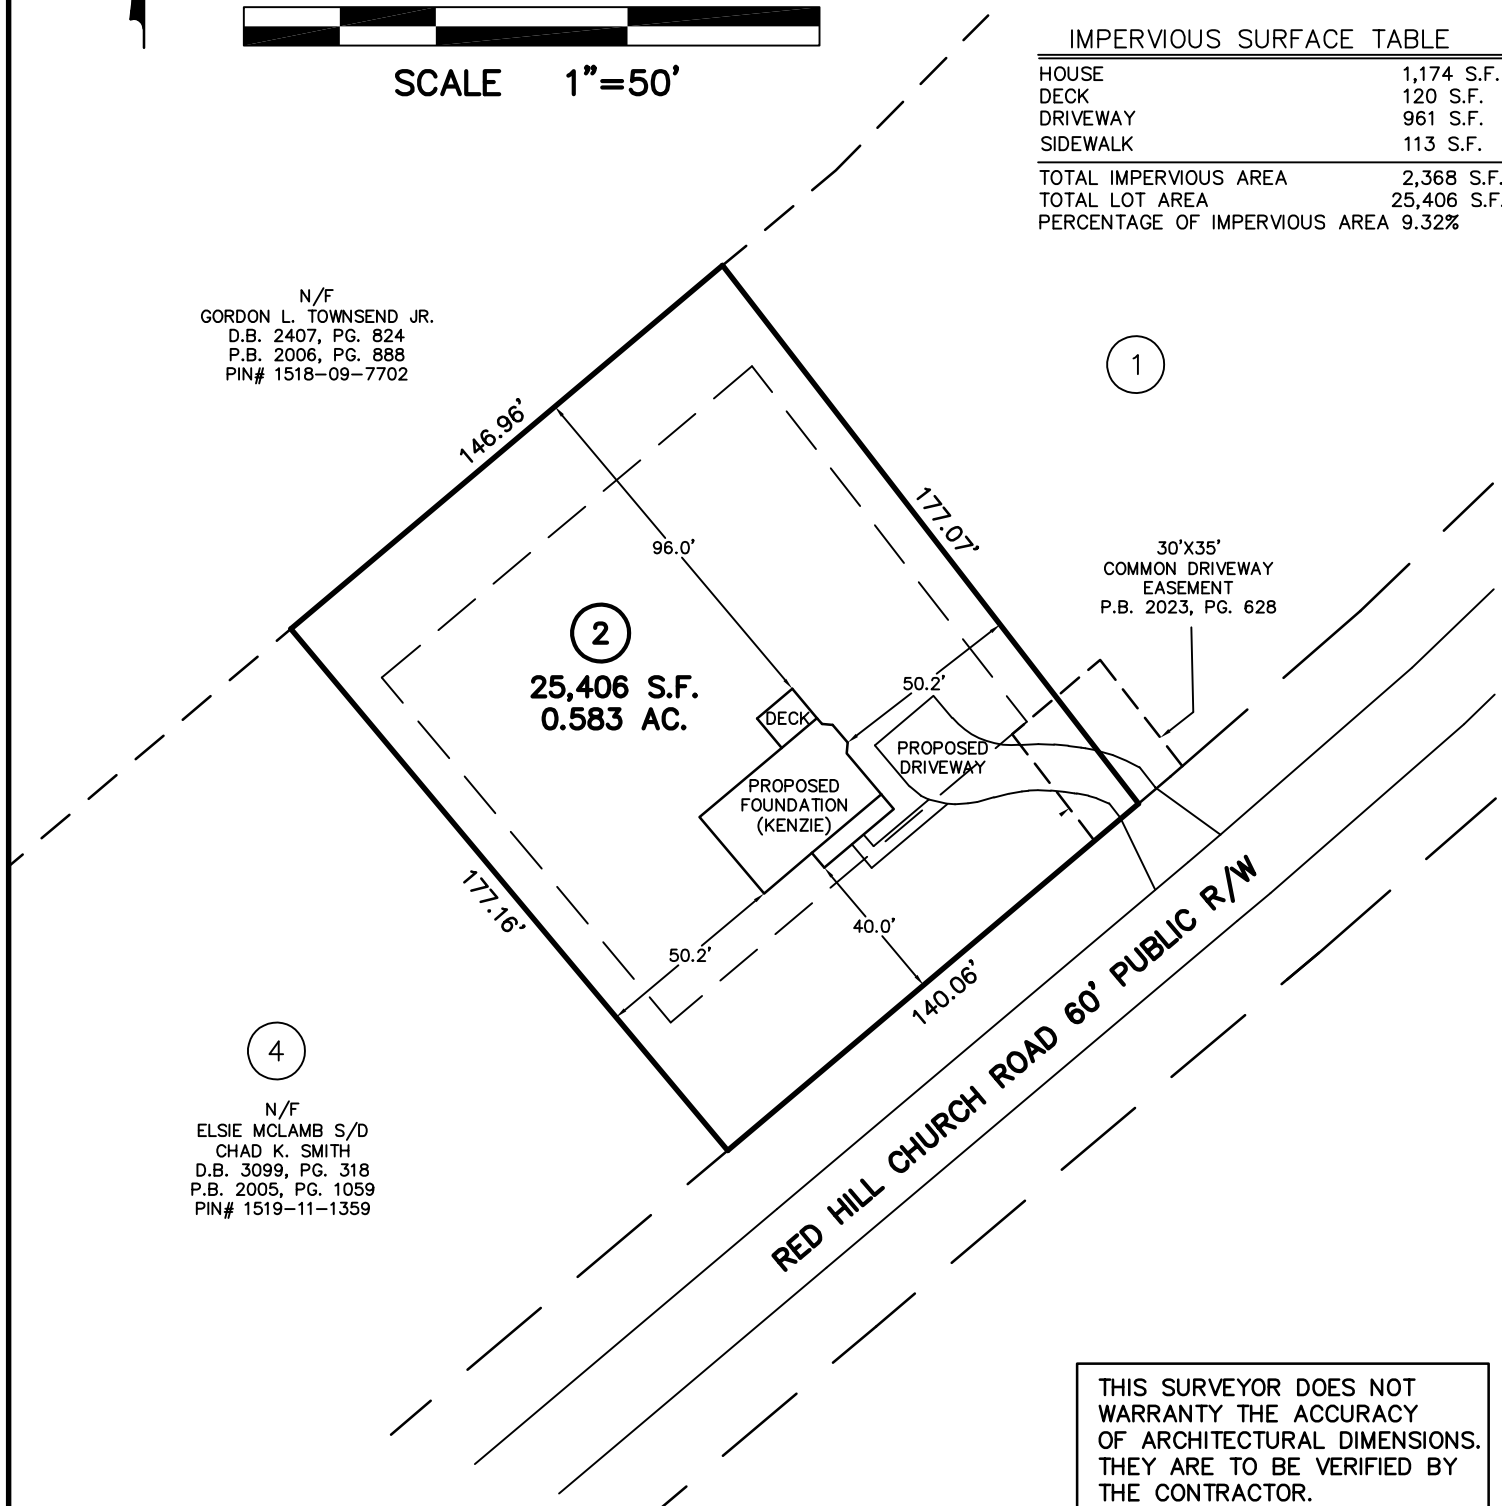 SCALE 1"=50'
IMPERVIOUS SURFACE TABLE
HOUSE 1,174 S.F.
DECK 120 S.F.
DRIVEWAY 961 S.F.
SIDEWALK 113 S.F.
TOTAL IMPERVIOUS AREA 2,368 S.F.
TOTAL LOT AREA 25,406 S.F.
PERCENTAGE OF IMPERVIOUS AREA 9.32%
N/F
GORDON L. TOWNSEND JR.
D.B. 2407, PG. 824
P.B. 2006, PG. 888
PIN# 1518-09-7702
1
146.96'
177.07'
96.0'
30'X35'
COMMON DRIVEWAY
EASEMENT
P.B. 2023, PG. 628
2
25,406 S.F.
0.583 AC.
50.2'
DECK
PROPOSED
DRIVEWAY
PROPOSED
FOUNDATION
(KENZIE)
177.16'
50.2'
40.0'
140.06'
RED HILL CHURCH ROAD 60' PUBLIC R/W
4
N/F
ELSIE MCLAMB S/D
CHAD K. SMITH
D.B. 3099, PG. 318
P.B. 2005, PG. 1059
PIN# 1519-11-1359
THIS SURVEYOR DOES NOT
WARRANTY THE ACCURACY
OF ARCHITECTURAL DIMENSIONS.
THEY ARE TO BE VERIFIED BY
THE CONTRACTOR.